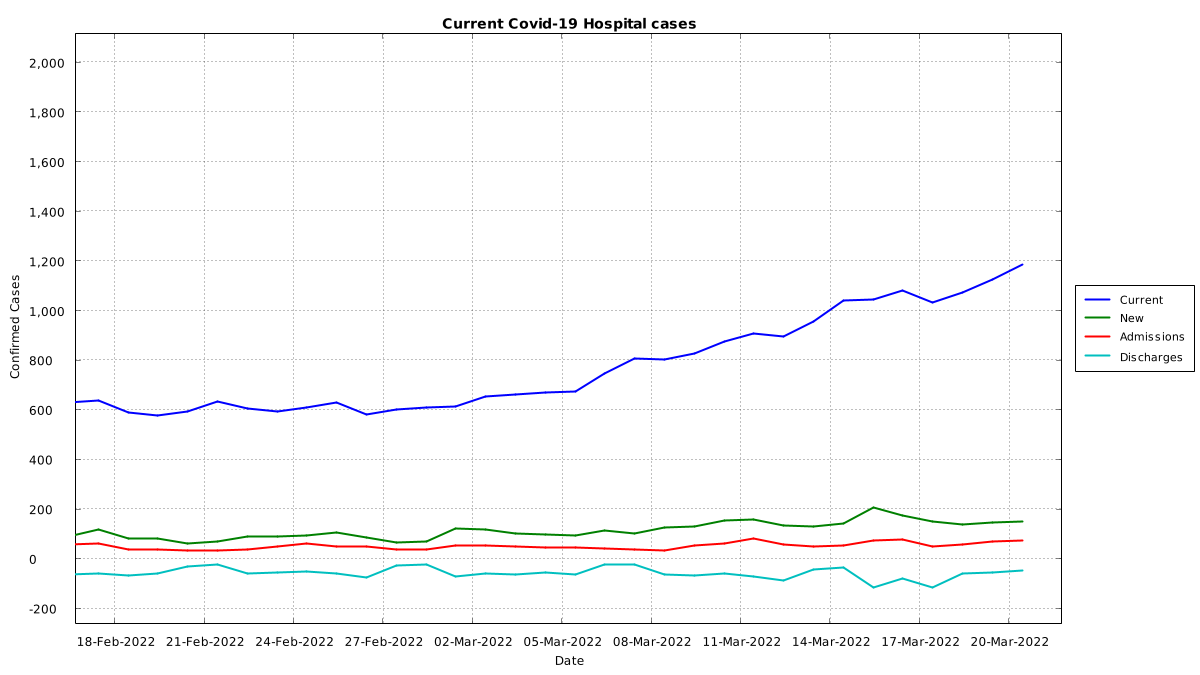 Current Covid-19 Hospital cases
2,000
1,800
1,600
1,400
1,200
1,000
800
600
400
200
0
-200
Confirmed Cases
18-Feb-2022 21-Feb-2022 24-Feb-2022 27-Feb-2022 02-Mar-2022 05-Mar-2022 08-Mar-2022 11-Mar-2022 14-Mar-2022 17-Mar-2022 20-Mar-2022
Date
Current
New
Admissions
Discharges